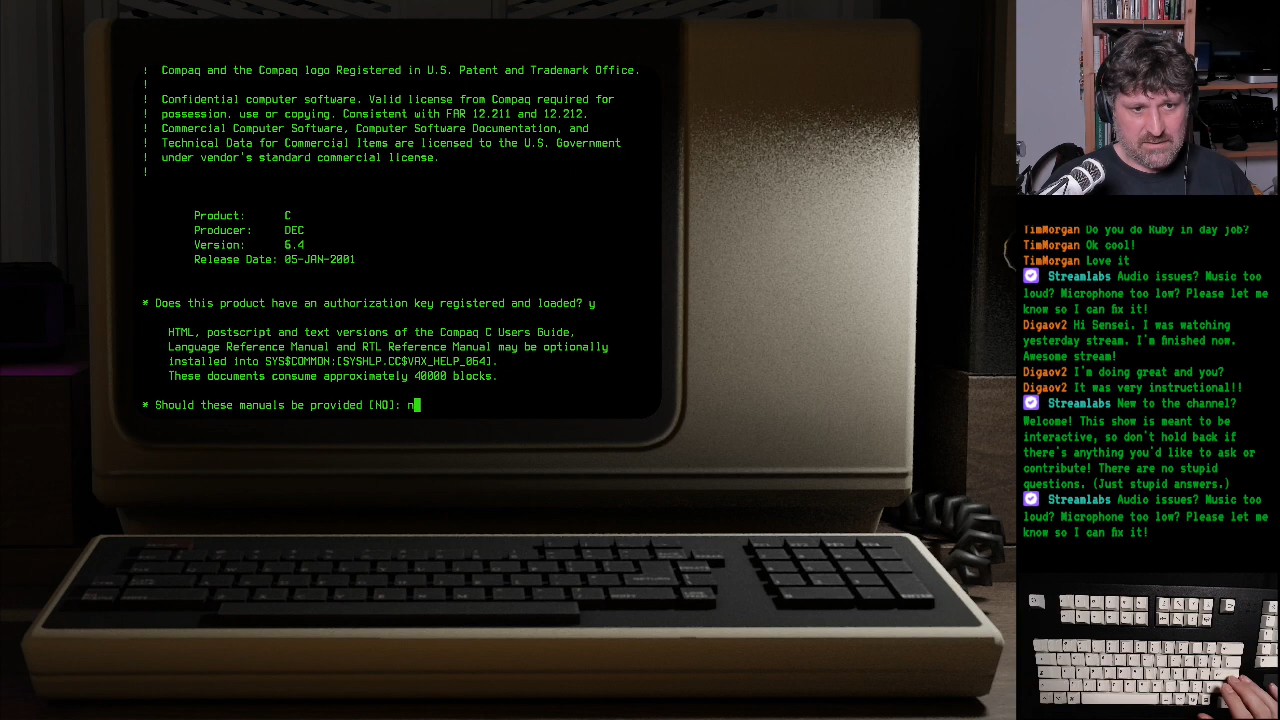 ! Compaq and the Compaq logo Registered in U.S. Patent and Trademark Office.
!
! Confidential computer software. Valid license from Compaq required for
! possession, use or copying. Consistent with FAR 12.211 and 12.212,
! Commercial Computer Software, Computer Software Documentation, and
! Technical Data for Commercial Items are licensed to the U.S. Government
! under vendor's standard commercial license.
!
Product: C
Producer: DEC
Version: 6.4
Release Date: 05-JAN-2001
* Does this product have an authorization key registered and loaded? y
HTML, postscript and text versions of the Compaq C Users Guide,
Language Reference Manual and RTL Reference Manual may be optionally
installed into SYS$COMMON:[SYSHLP.CC$VAX_HELP_064].
These documents consume approximately 40000 blocks.
* Should these manuals be provided [NO]: n
TimMorgan Do you do Ruby in day job?
TimMorgan Ok cool!
TimMorgan Love it
Streamlabs Audio issues? Music too
loud? Microphone too low? Please let me
know so I can fix it!
Digaov2 Hi Sensei. I was watching
yesterday stream. I'm finished now.
Awesome stream!
Digaov2 I'm doing great and you?
Digaov2 It was very instructional!!
Streamlabs New to the channel?
Welcome! This show is meant to be
interactive, so don't hold back if
there's anything you'd like to ask or
contribute! There are no stupid
questions. (Just stupid answers.)
Streamlabs Audio issues? Music too
loud? Microphone too low? Please let me
know so I can fix it!